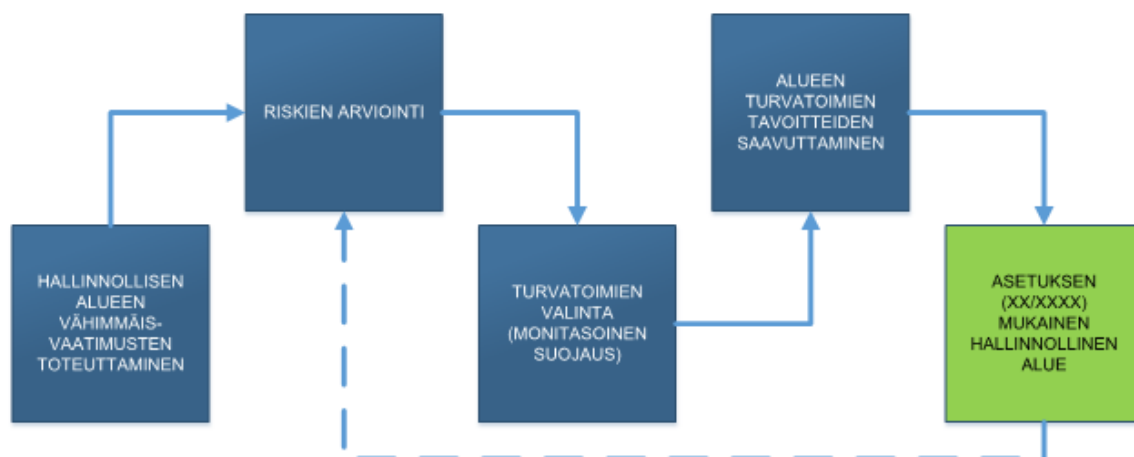 HALLINNOLLISEN
ALUEEN
VÄHIMMÄIS-
VAATIMUSTEN
TOTEUTTAMINEN
RISKIEN ARVIOINTI
TURVATOIMIEN
VALINTA
(MONITASOINEN
SUOJAUS)
ALUEEN
TURVATOIMIEN
TAVOITTEIDEN
SAAVUTTAMINEN
ASETUKSEN
(XX/XXXX)
MUKAINEN
HALLINNOLLINEN
ALUE